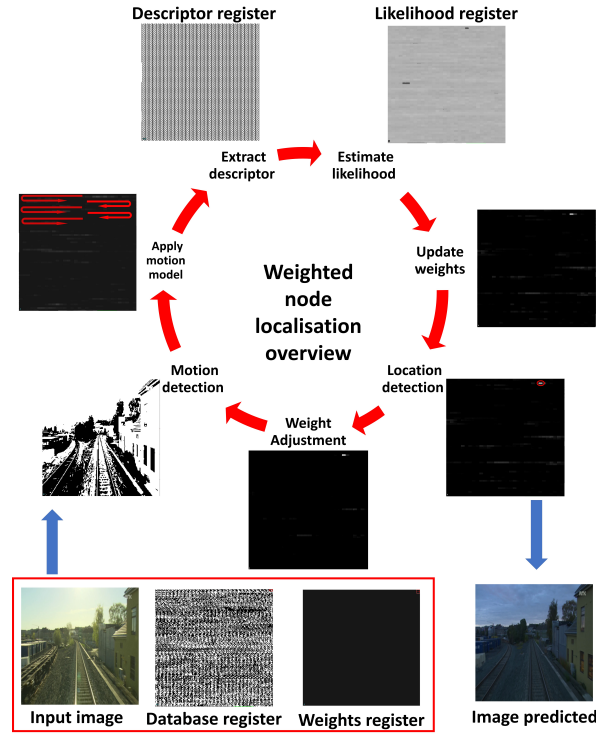 Descriptor register
Likelihood register
Extract
descriptor
Estimate
likelihood
Apply
motion
model
Update
weights
Weighted
node
localisation
overview
Motion
detection
Location
detection
Weight
Adjustment
Input image
Database register
Weights register
Image predicted